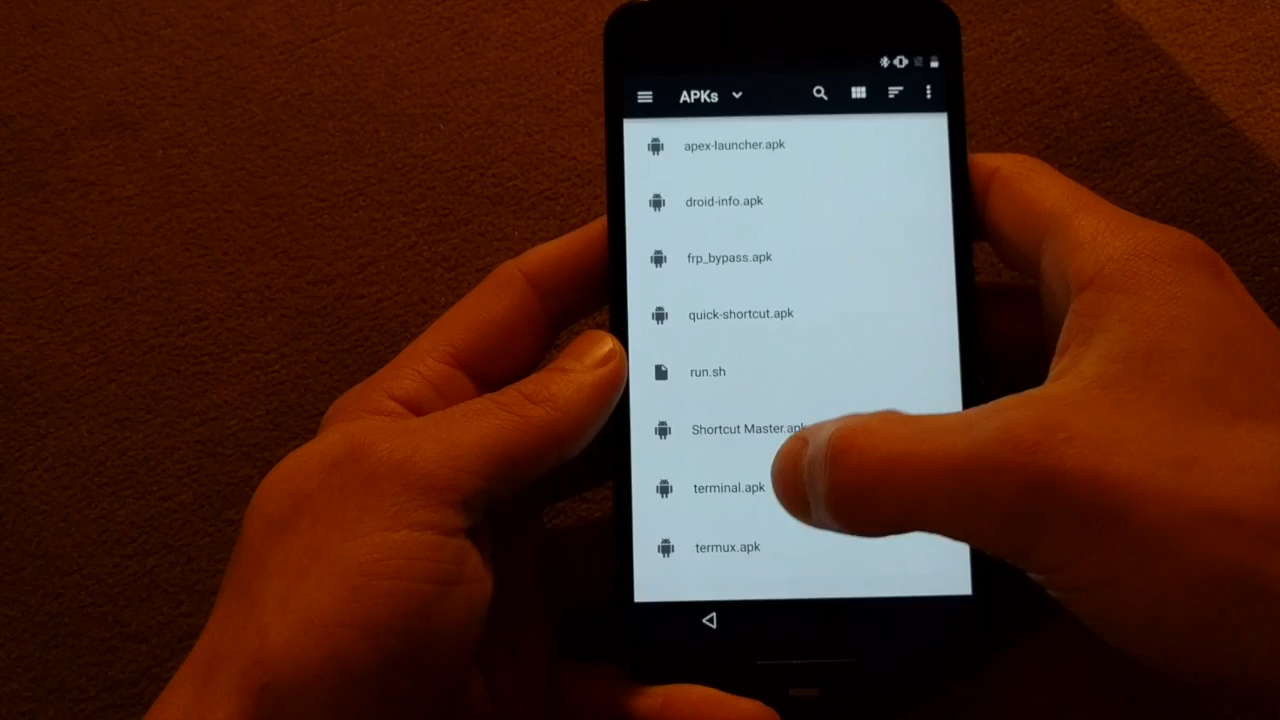 APKs
apex-launcher.apk
droid-info.apk
frp_bypass.apk
quick-shortcut.apk
run.sh
Shortcut Master.apk
terminal.apk
termux.apk